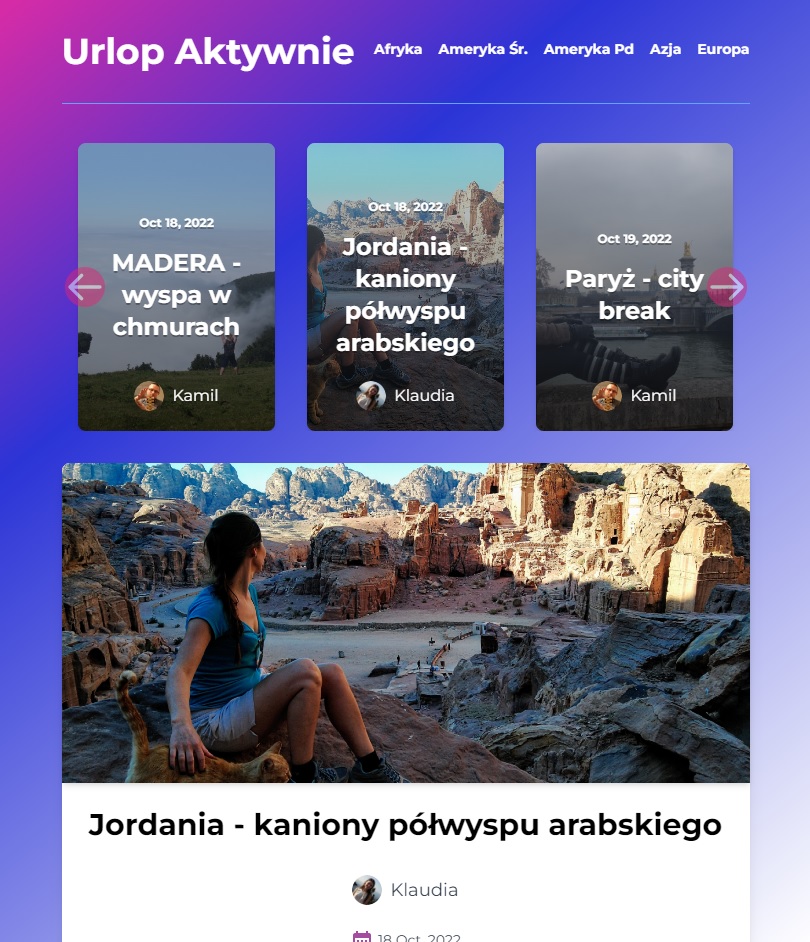 Urlop Aktywnie
Afryka Ameryka Śr. Ameryka Pd Azja Europa
Oct 18, 2022
MADERA -
wyspa w
chmurach
Kamil
Oct 18, 2022
Jordania -
kaniony
półwyspu
arabskiego
Klaudia
Oct 19, 2022
Paryż - city
break
Kamil
Jordania - kaniony półwyspu arabskiego
Klaudia
18 Oct, 2022